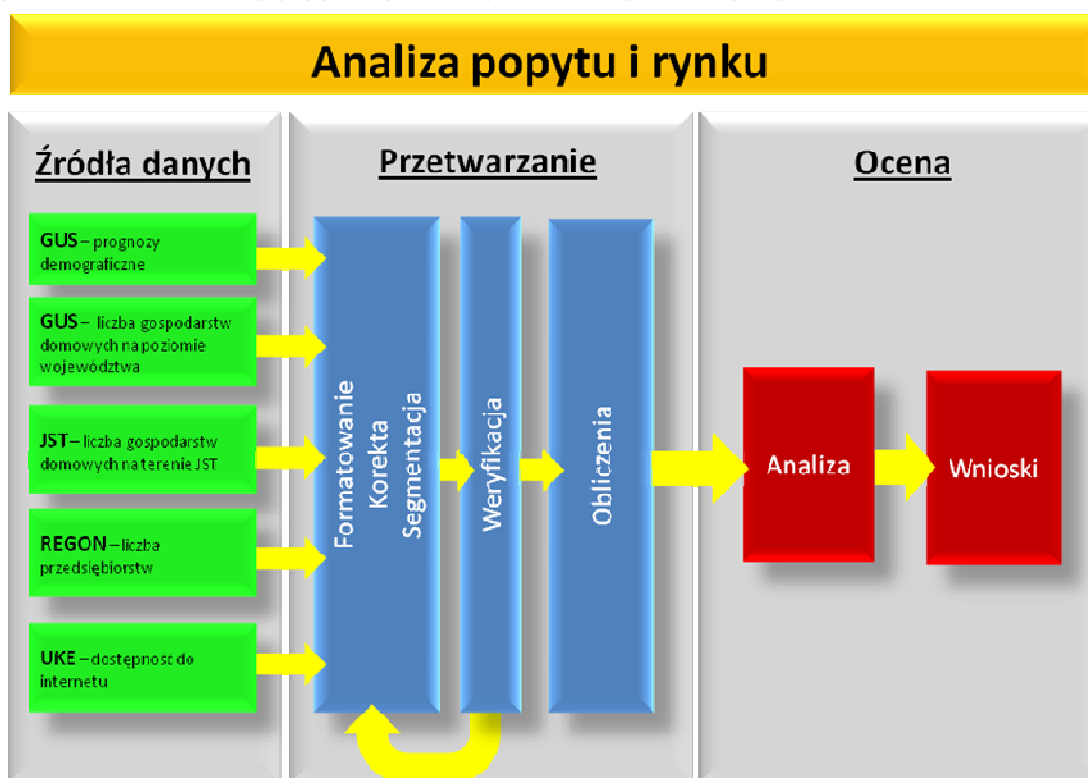 Analiza popytu i rynku
Źródła danych
GUS – prognozy
demograficzne
GUS – liczba gospodarstw
domowych na poziomie
województwa
JST – liczba gospodarstw
domowych na terenie JST
REGON – liczba
przedsiębiorstw
UKE – dostępność do
internetu
Przetwarzanie
Formatowanie
Korekta
Segmentacja
Weryfikacja
Obliczenia
Ocena
Analiza
Wnioski